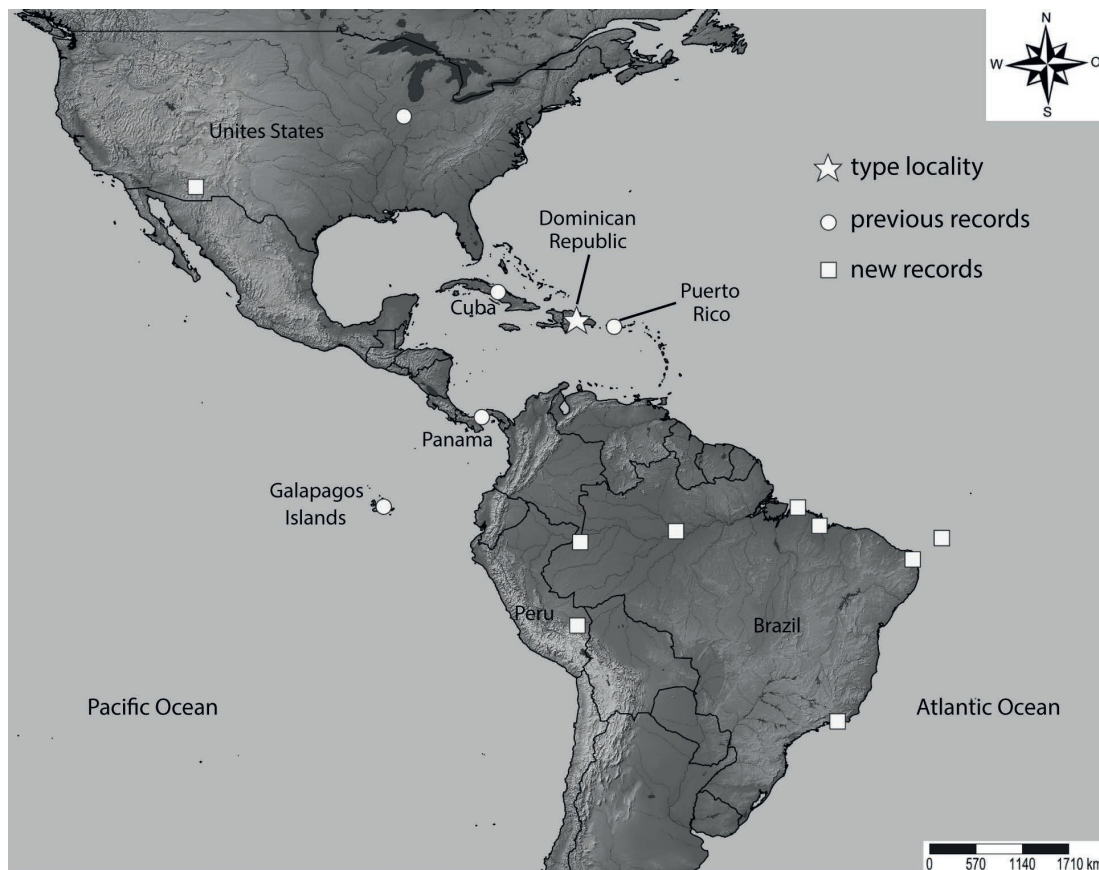 N
W
O
S
Unites States
type locality
previous records
new records
Dominican
Republic
Puerto
Rico
Cuba
Panama
Galapagos
Islands
Peru
Brazil
Pacific Ocean
Atlantic Ocean
0 570 1140 1710 km